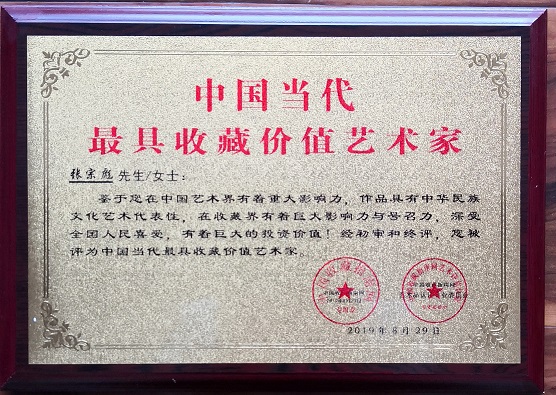 中国当代
最具收藏价值艺术家
张宗彪 先生/女士：
鉴于您在中国艺术界有着重大影响力，作品具有中华民族
文化艺术代表性，在收藏界有着巨大影响力与号召力，深受
全国人民喜爱，有着巨大的投资价值！经初审和终评，您被
评为中国当代最具收藏价值艺术家。
2019年8月29日